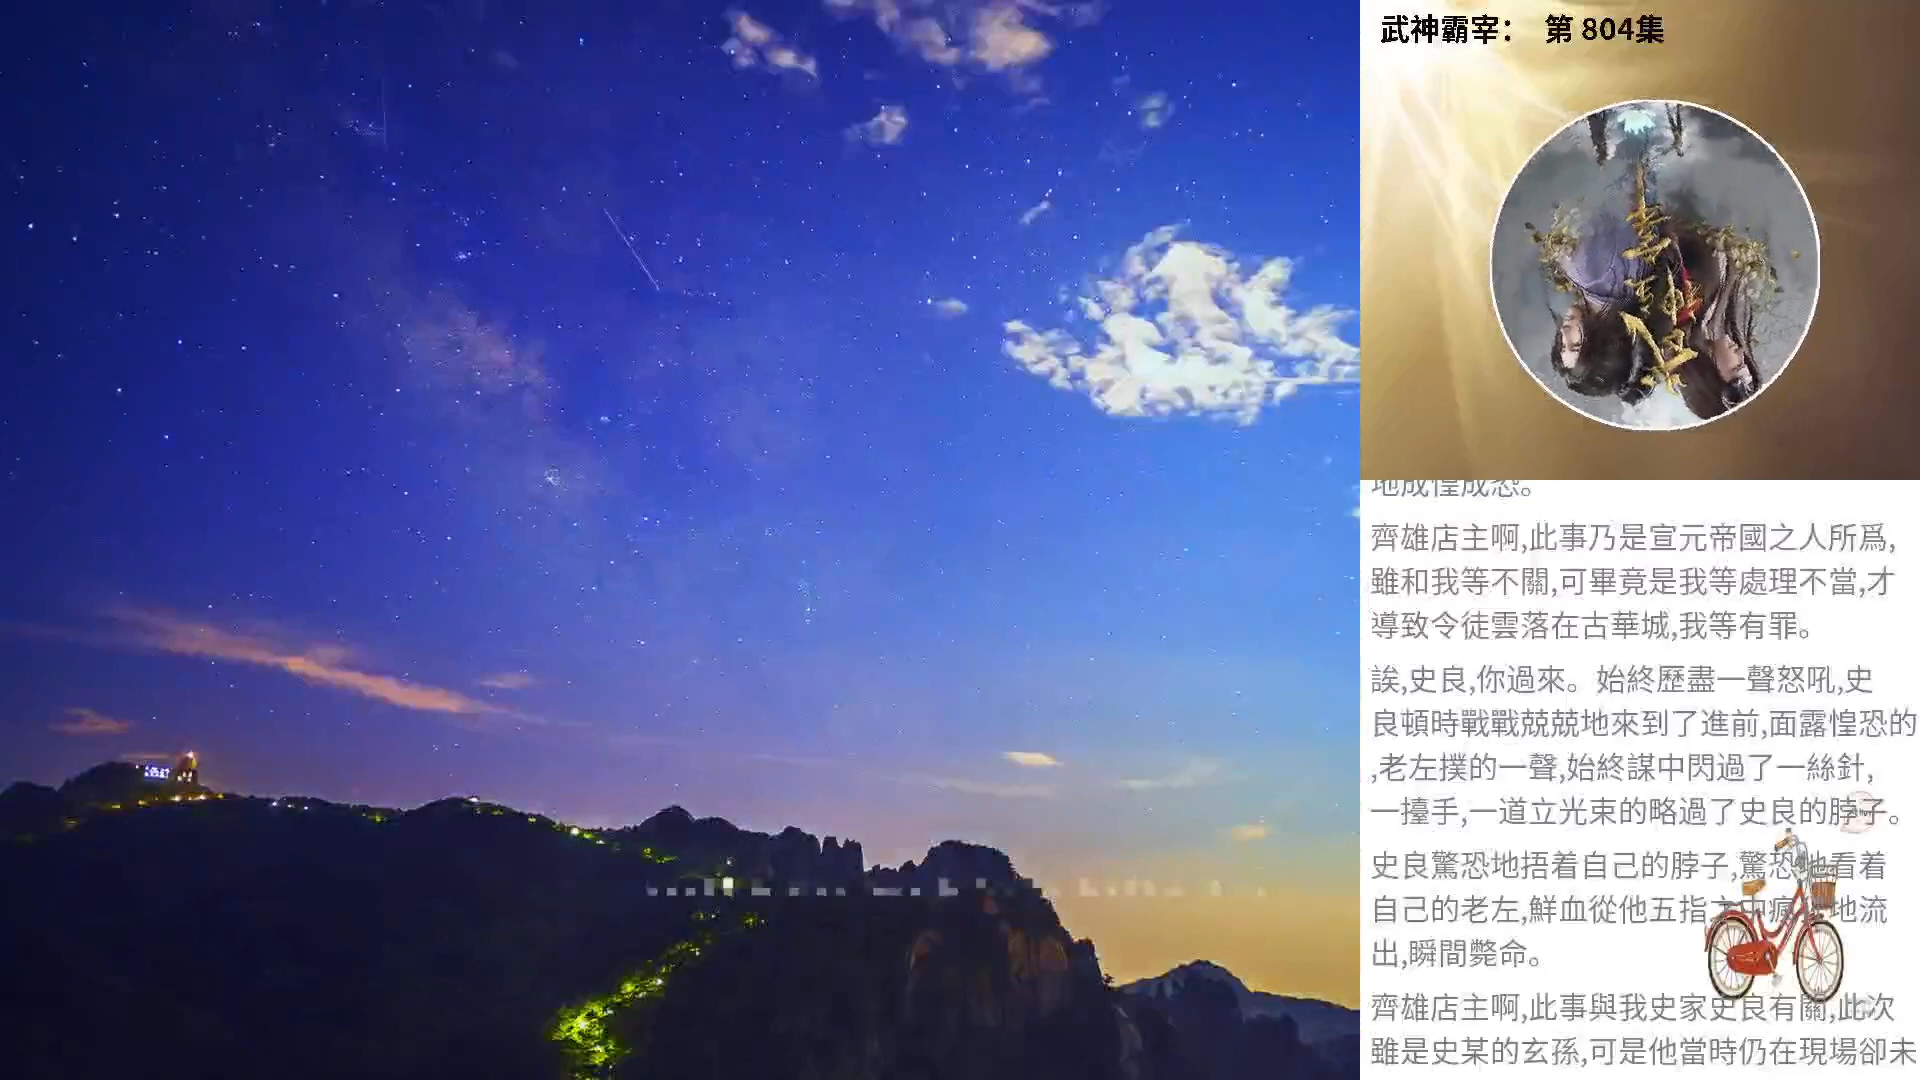 武神霸宰： 第 804集
地成惶成恐。
齊雄店主啊,此事乃是宣元帝國之人所爲,
雖和我等不關,可畢竟是我等處理不當,才
導致令徒雲落在古華城,我等有罪。
誒,史良,你過來。始終歷盡一聲怒吼,史
良頓時戰戰兢兢地來到了進前,面露惶恐的
,老左撲的一聲,始終謀中閃過了一絲針,
一擡手,一道立光束的略過了史良的脖子。
史良驚恐地捂着自己的脖子,驚恐地看着
自己的老左,鮮血從他五指之中瘋 地流
出,瞬間斃命。
齊雄店主啊,此事與我史家史良有關,此次
雖是史某的玄孫,可是他當時仍在現場卻未